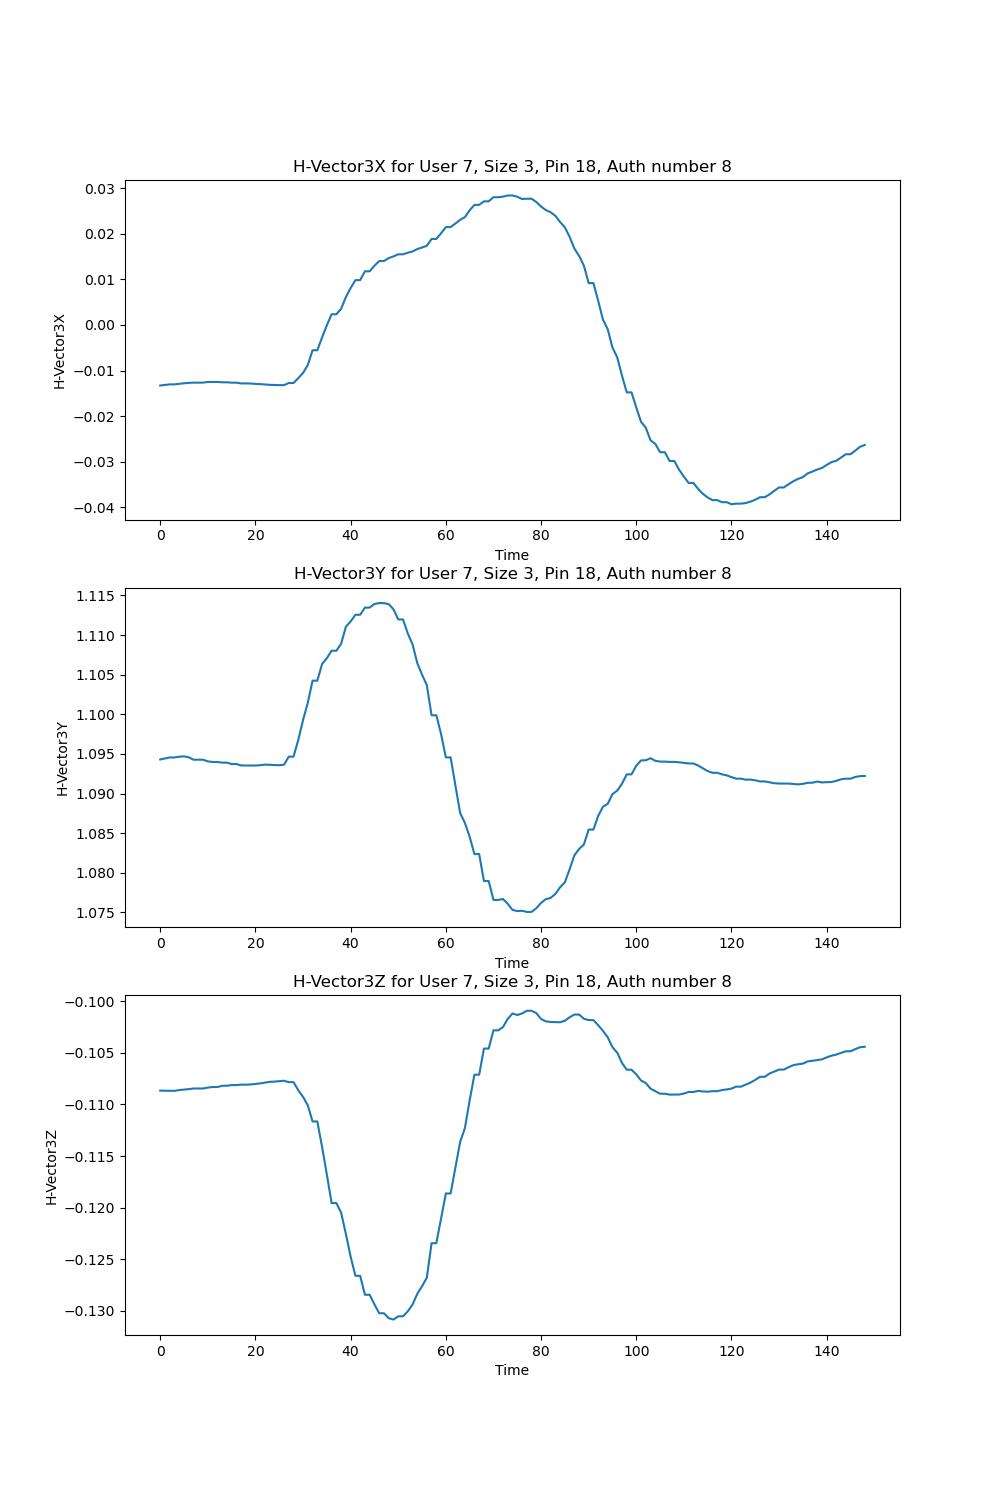 H-Vector3X for User 7, Size 3, Pin 18, Auth number 8
H-Vector3X
0.03
0.02
0.01
0.00
−0.01
−0.02
−0.03
−0.04
0 20 40 60 80 100 120 140
Time
H-Vector3Y for User 7, Size 3, Pin 18, Auth number 8
H-Vector3Y
1.115
1.110
1.105
1.100
1.095
1.090
1.085
1.080
1.075
0 20 40 60 80 100 120 140
Time
H-Vector3Z for User 7, Size 3, Pin 18, Auth number 8
H-Vector3Z
−0.100
−0.105
−0.110
−0.115
−0.120
−0.125
−0.130
0 20 40 60 80 100 120 140
Time